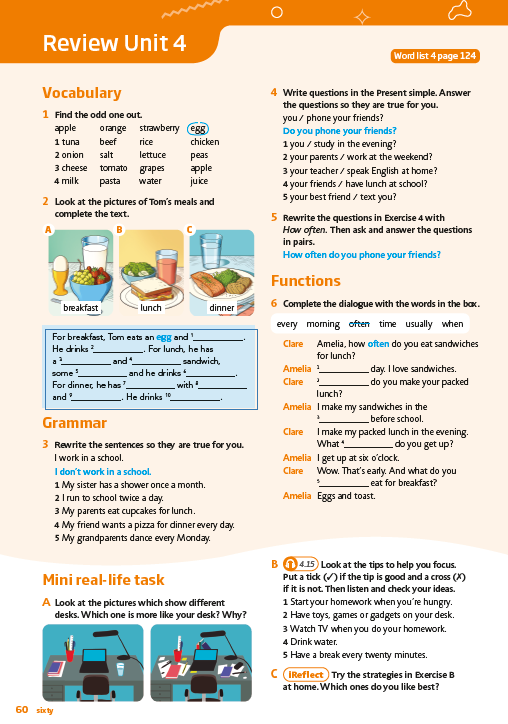 Review Unit 4
Word list 4 page 124
Vocabulary
1 Find the odd one out.
apple orange strawberry egg
1 tuna beef rice chicken
2 onion salt lettuce peas
3 cheese tomato grapes apple
4 milk pasta water juice
2 Look at the pictures of Tom's meals and
complete the text.
A B C
breakfast lunch dinner
For breakfast, Tom eats an egg and 1____________.
He drinks 2____________. For lunch, he has
a 3____________ and 4____________ sandwich,
some 5____________ and he drinks 6____________.
For dinner, he has 7____________ with 8____________
and 9____________. He drinks 10____________.
Grammar
3 Rewrite the sentences so they are true for you.
I work in a school.
I don't work in a school.
1 My sister has a shower once a month.
2 I run to school twice a day.
3 My parents eat cupcakes for lunch.
4 My friend wants a pizza for dinner every day.
5 My grandparents dance every Monday.
4 Write questions in the Present simple. Answer
the questions so they are true for you.
you / phone your friends?
Do you phone your friends?
1 you / study in the evening?
2 your parents / work at the weekend?
3 your teacher / speak English at home?
4 your friends / have lunch at school?
5 your best friend / text you?
5 Rewrite the questions in Exercise 4 with
How often. Then ask and answer the questions
in pairs.
How often do you phone your friends?
Functions
6 Complete the dialogue with the words in the box.
every morning often time usually when
Clare Amelia, how often do you eat sandwiches
for lunch?
Amelia 1____________ day. I love sandwiches.
Clare 2____________ do you make your packed
lunch?
Amelia I make my sandwiches in the
3____________ before school.
Clare I make my packed lunch in the evening.
What 4____________ do you get up?
Amelia I get up at six o'clock.
Clare Wow. That's early. And what do you
5____________ eat for breakfast?
Amelia Eggs and toast.
Mini real-life task
A Look at the pictures which show different
desks. Which one is more like your desk? Why?
B 4.15 Look at the tips to help you focus.
Put a tick (✓) if the tip is good and a cross (✗)
if it is not. Then listen and check your ideas.
1 Start your homework when you're hungry.
2 Have toys, games or gadgets on your desk.
3 Watch TV when you do your homework.
4 Drink water.
5 Have a break every twenty minutes.
C iReflect Try the strategies in Exercise B
at home. Which ones do you like best?
60 sixty